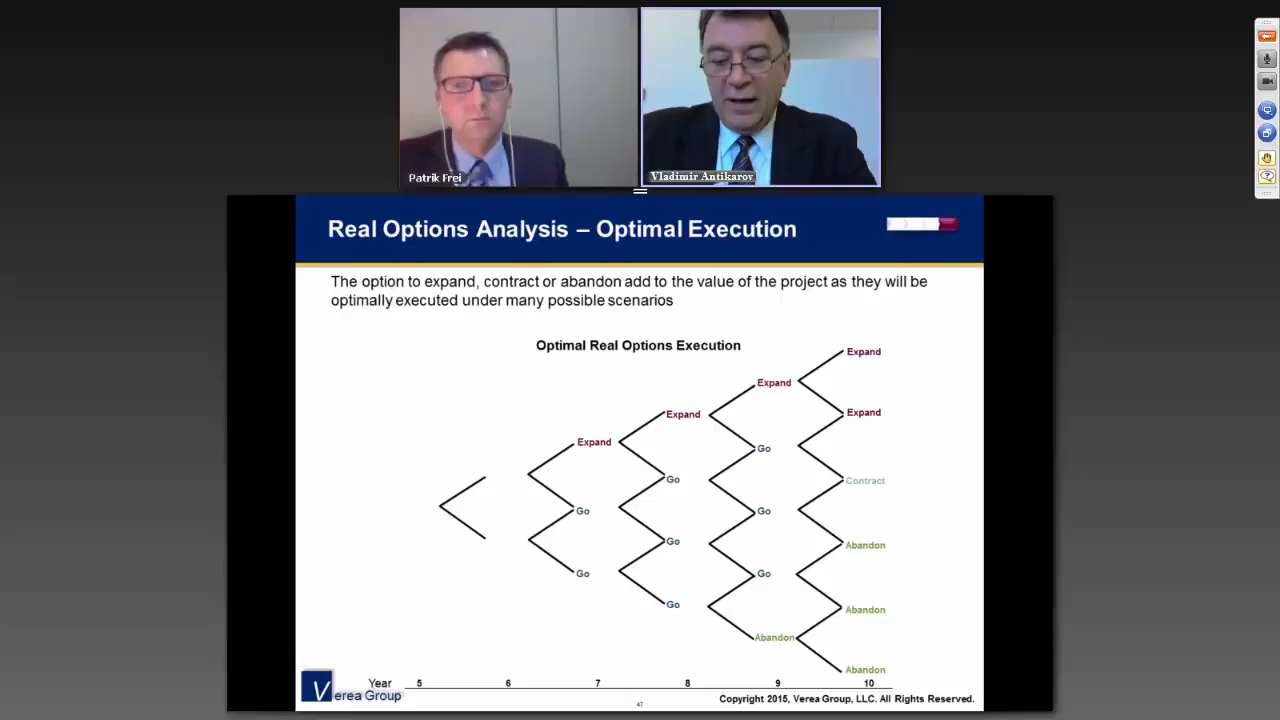 Patrik Frei
Vladimir Antikarov
Real Options Analysis – Optimal Execution
The option to expand, contract or abandon add to the value of the project as they will be
optimally executed under many possible scenarios
Optimal Real Options Execution
Expand
Expand
Expand
Expand
Expand
Go
Go
Contract
Go
Go
Go
Abandon
Go
Go
Go
Abandon
Abandon
Abandon
Year 5 6 7 8 9 10
Verea Group
47
Copyright 2015, Verea Group, LLC. All Rights Reserved.